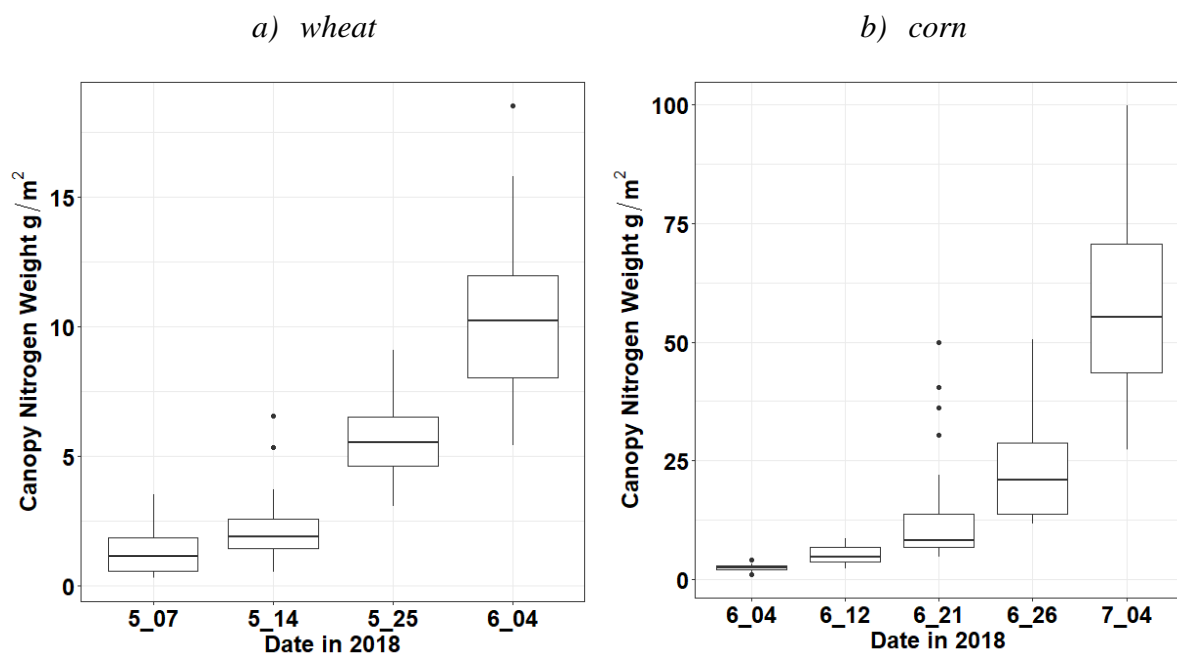 a) wheat
Canopy Nitrogen Weight g/m²
15
10
5
0
5_07 5_14 5_25 6_04
Date in 2018
b) corn
Canopy Nitrogen Weight g/m²
100
75
50
25
0
6_04 6_12 6_21 6_26 7_04
Date in 2018